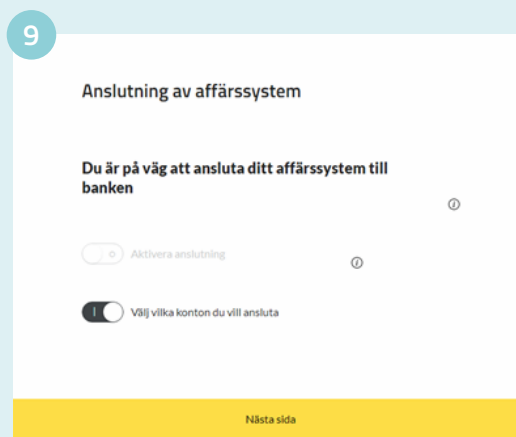 9
Anslutning av affärssystem
Du är på väg att ansluta ditt affärssystem till
banken
Aktivera anslutning
Välj vilka konton du vill ansluta
Nästa sida